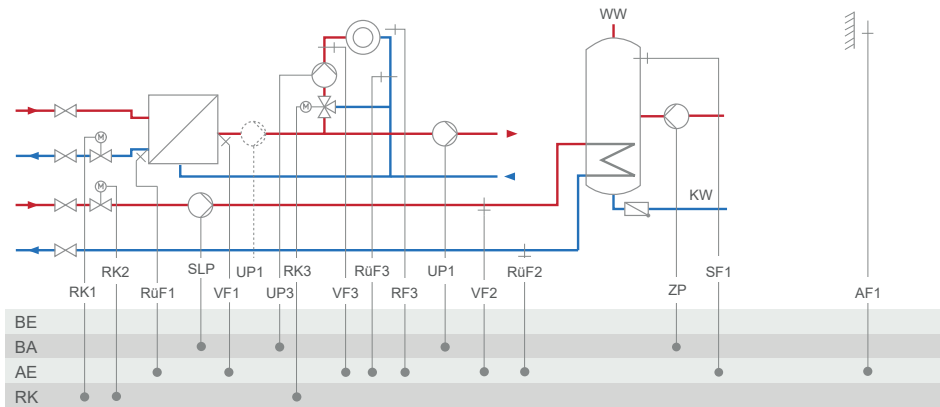 WW
M
M
M
KW
RK1
RK2
RüF1
SLP
VF1
UP1
UP3
RK3
VF3
RüF3
RF3
UP1
VF2
RüF2
ZP
SF1
AF1
BE
BA
AE
RK